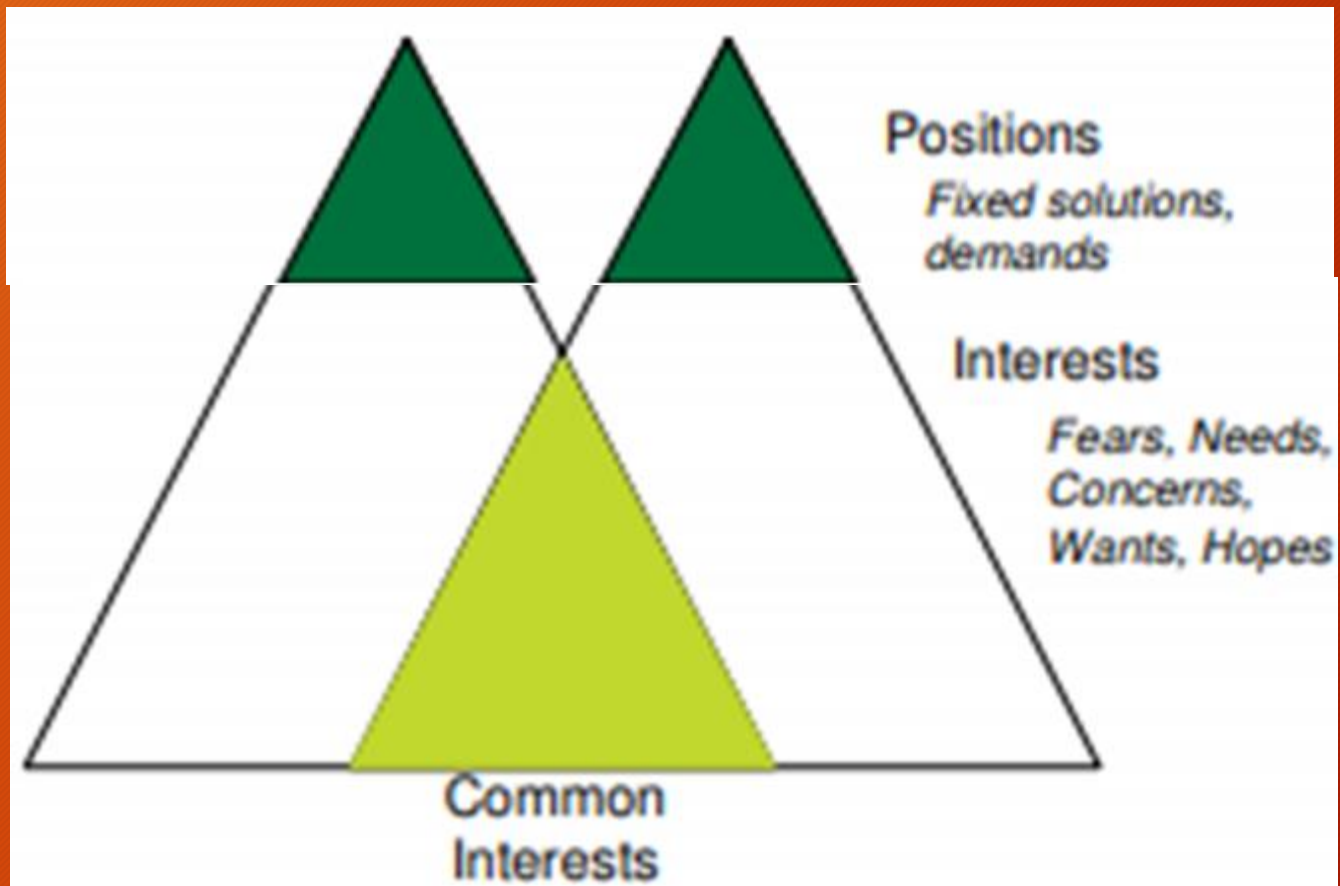 Positions
Fixed solutions,
demands
Interests
Fears, Needs,
Concerns,
Wants, Hopes
Common
Interests